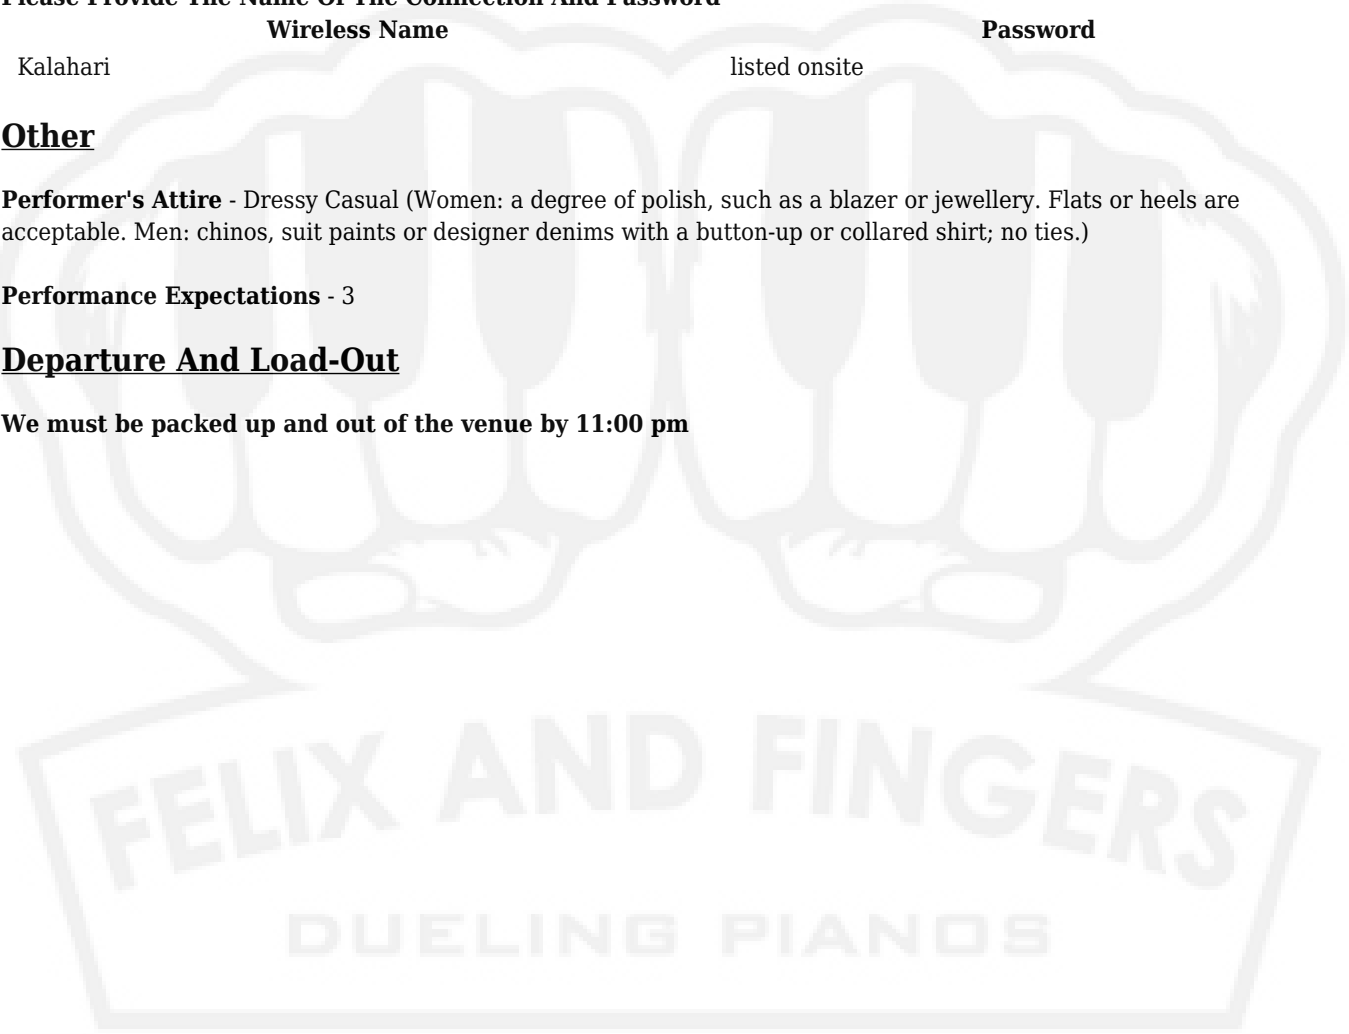 Please Provide The Name Of The Connection And Password
Wireless Name Password
Kalahari listed onsite
Other
Performer's Attire - Dressy Casual (Women: a degree of polish, such as a blazer or jewellery. Flats or heels are
acceptable. Men: chinos, suit paints or designer denims with a button-up or collared shirt; no ties.)
Performance Expectations - 3
Departure And Load-Out
We must be packed up and out of the venue by 11:00 pm
FELIX AND FINGERS
DUELING PIANOS